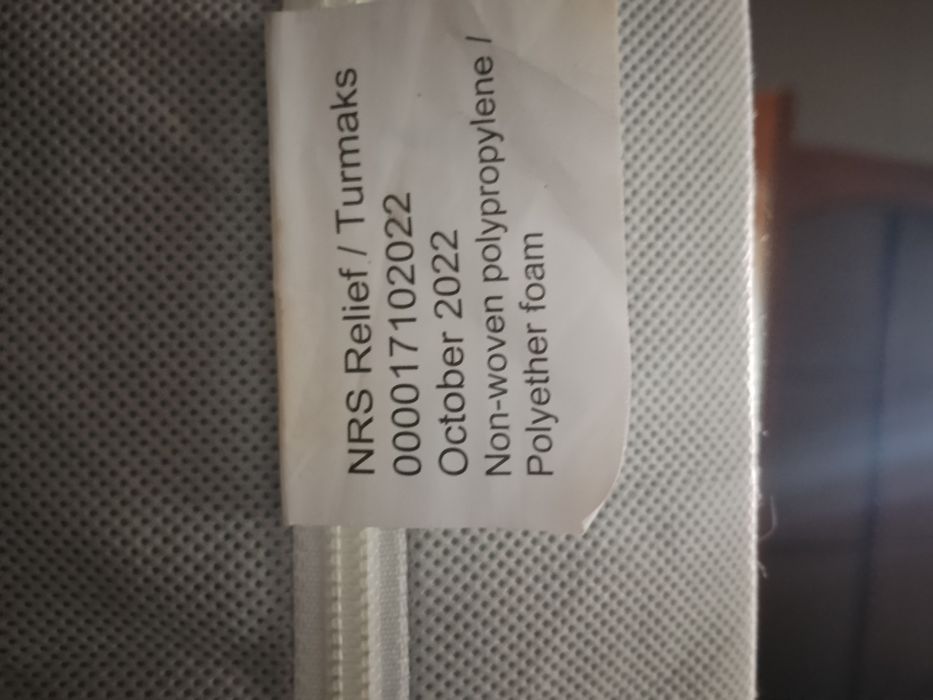 NRS Relief / Turmaks
000017102022
October 2022
Non-woven polypropylene /
Polyether foam